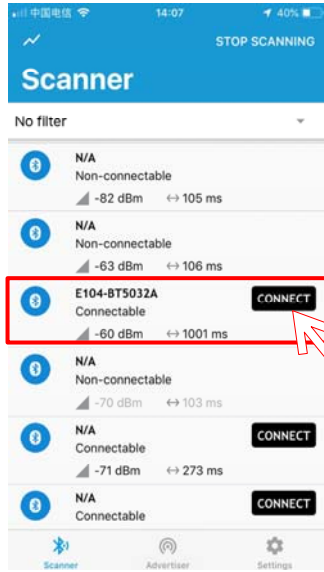 中国电信 14:07 40%
STOP SCANNING
Scanner
No filter
N/A
Non-connectable
-82 dBm ↔ 105 ms
N/A
Non-connectable
-63 dBm ↔ 106 ms
E104-BT5032A
Connectable
CONNECT
-60 dBm ↔ 1001 ms
N/A
Non-connectable
-70 dBm ↔ 103 ms
N/A
Connectable
CONNECT
-71 dBm ↔ 273 ms
N/A
Connectable
CONNECT
Scanner Advertiser Settings